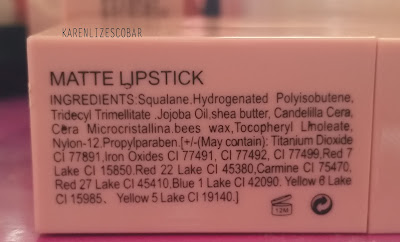 KARENLIZESCOBAR
MATTE LIPSTICK
INGREDIENTS:Squalane.Hydrogenated Polyisobutene,
Tridecyl Trimellitate .Jojoba Oil.shea butter, Candelilla Cera,
Cera Microcristallina.bees wax,Tocopheryl Linoleate,
Nylon-12.Propylparaben.[+/-(May contain): Titanium Dioxide
CI 77891,Iron Oxides CI 77491, CI 77492, CI 77499,Red 7
Lake CI 15850.Red 22 Lake CI 45380,Carmine CI 75470,
Red 27 Lake CI 45410,Blue 1 Lake CI 42090, Yellow 6 Lake
CI 15985. Yellow 5 Lake CI 19140.]
12M